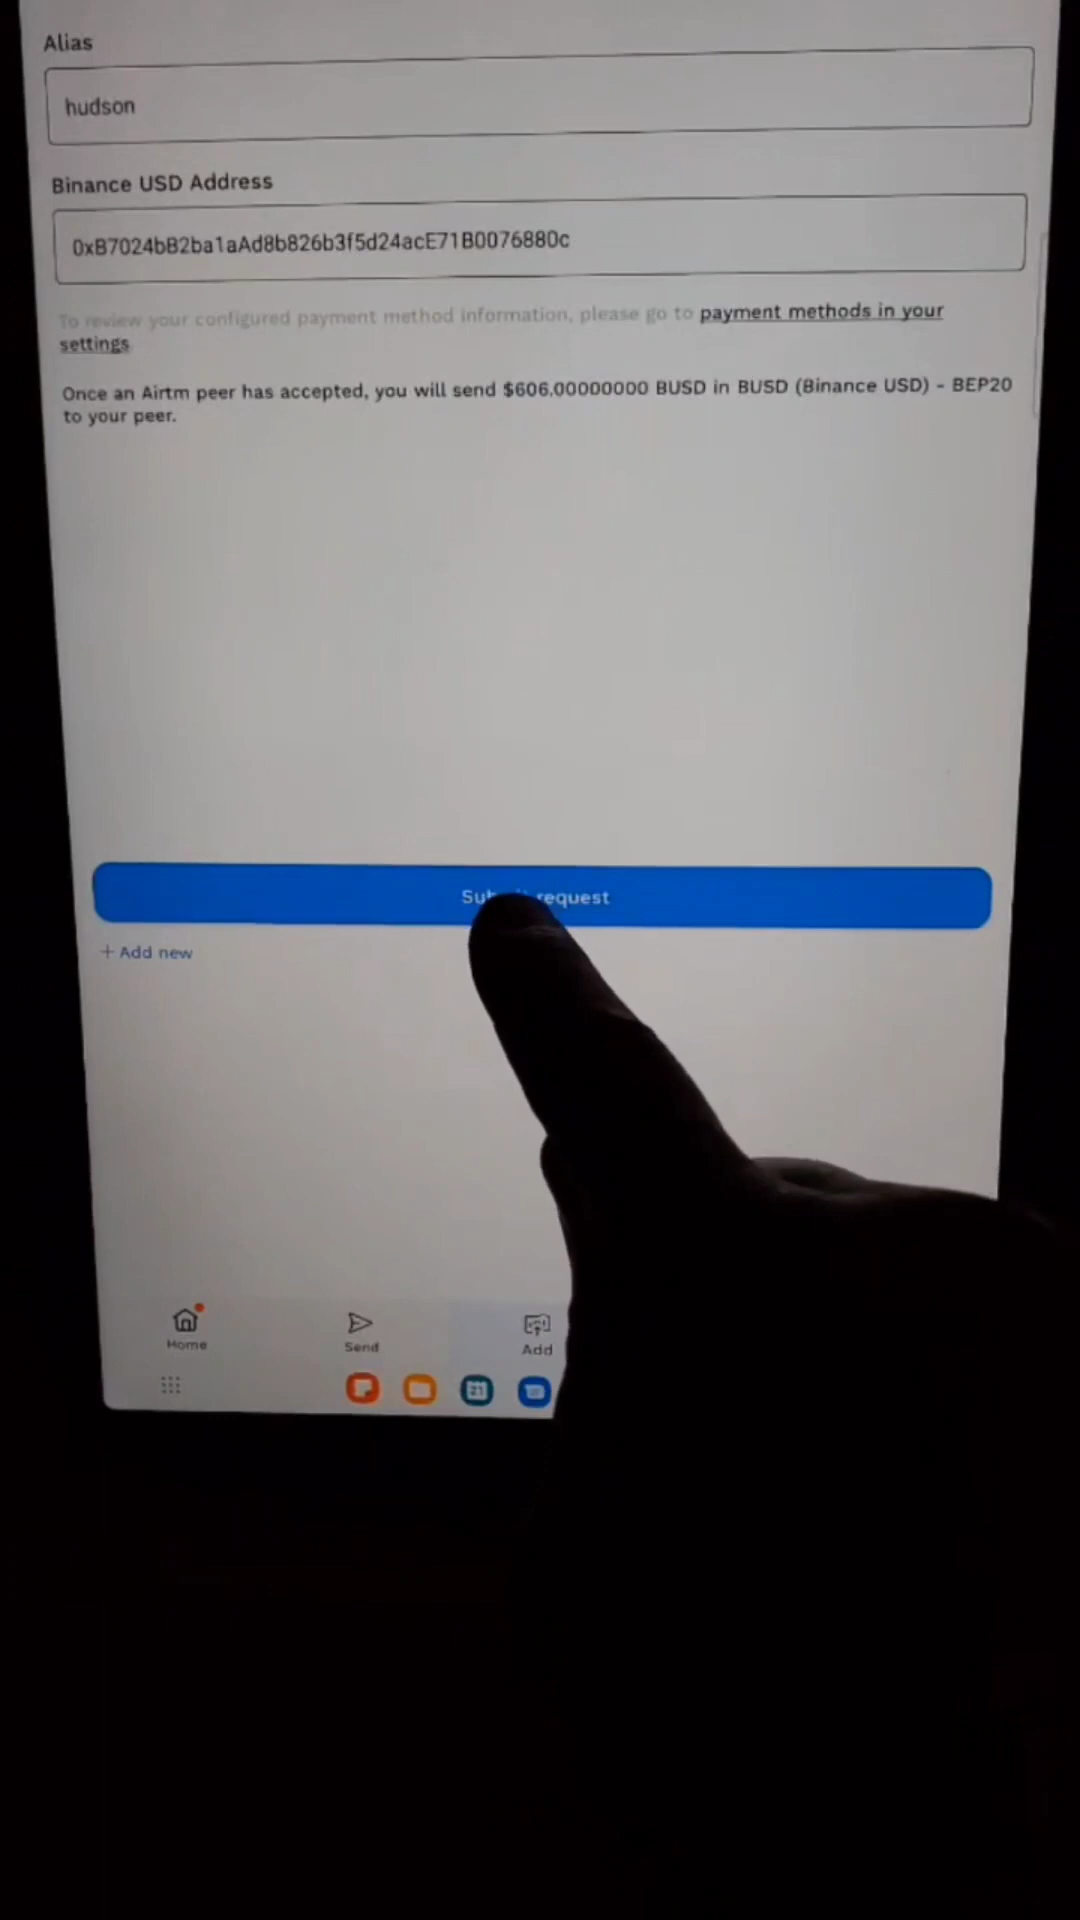 Alias
hudson
Binance USD Address
0xB7024bB2ba1aAd8b826b3f5d24acE71B0076880c
To review your configured payment method information, please go to payment methods in your
settings
Once an Airtm peer has accepted, you will send $606.00000000 BUSD in BUSD (Binance USD) - BEP20
to your peer.
request
+ Add new
Home
Send
Add
21